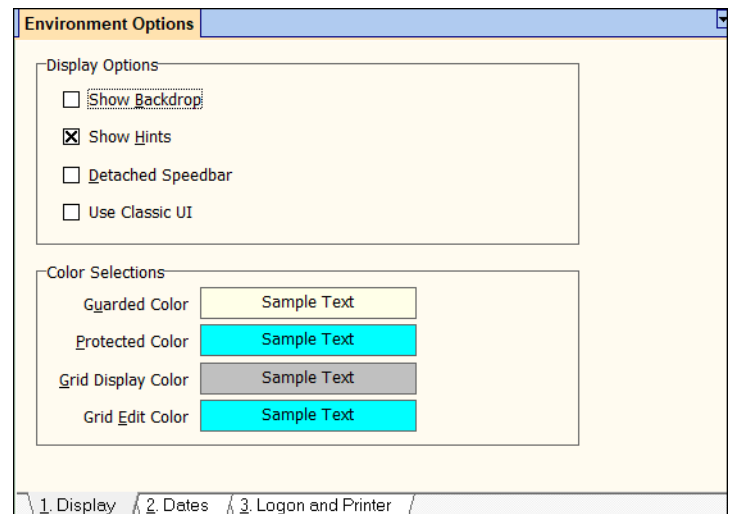 Environment Options
Display Options
Show Backdrop
Show Hints
Detached Speedbar
Use Classic UI
Color Selections
Guarded Color Sample Text
Protected Color Sample Text
Grid Display Color Sample Text
Grid Edit Color Sample Text
1. Display 2. Dates 3. Logon and Printer